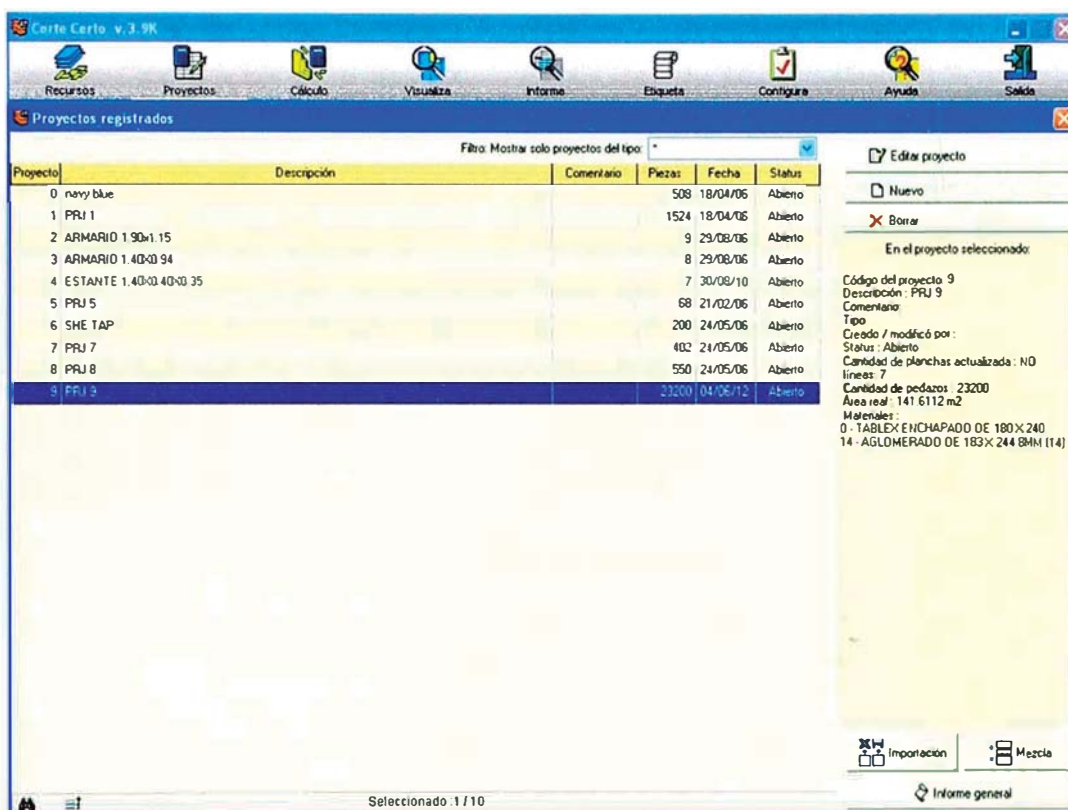 Corte Certo v.3.9K
Recursos Proyectos Cálculo Visualiza Informe Etiqueta Configura Ayuda Salida
Proyectos registrados
Filtro: Mostrar solo proyectos del tipo: *
Proyecto Descripción Comentario Piezas Fecha Status
0 navy blue 508 18/04/06 Abierto
1 PRJ 1 1524 18/04/06 Abierto
2 ARMARIO 1.90x1.15 9 29/08/06 Abierto
3 ARMARIO 1.40X0.94 8 29/08/06 Abierto
4 ESTANTE 1.40X0.40X0.35 7 30/08/10 Abierto
5 PRJ 5 68 21/02/06 Abierto
6 SHE TAP 200 24/05/06 Abierto
7 PRJ 7 402 24/05/06 Abierto
8 PRJ 8 550 24/05/06 Abierto
9 PRJ 9 23200 04/06/12 Abierto
Editar proyecto
Nuevo
Borrar
En el proyecto seleccionado:
Código del proyecto 9
Descripción : PRJ 9
Comentario:
Tipo
Creado / modificó por :
Status : Abierto
Cantidad de planchas actualizada : NO
líneas: 7
Cantidad de pedazos : 23200
Área real : 141.6112 m2
Materiales :
0 - TABLEX ENCHAPADO DE 180X240
14 - AGLOMERADO DE 183X244 8MM (14)
Importación Mezcla
Informe general
Seleccionado :1 / 10